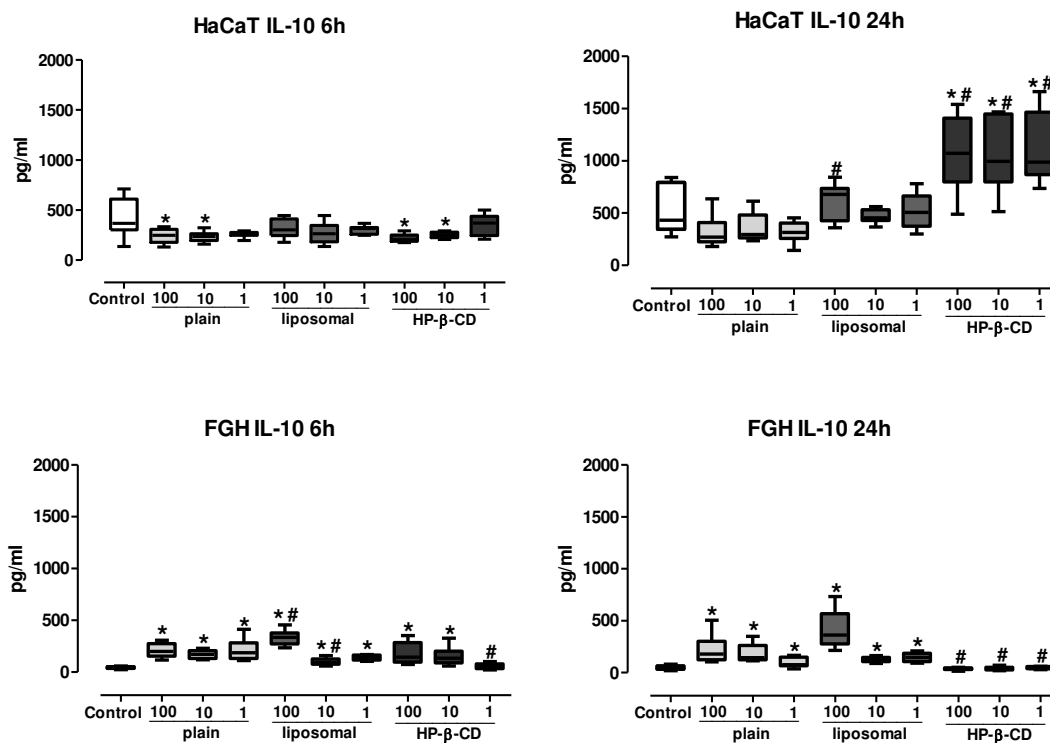 HaCaT IL-10 6h
2000
1500
1000
500
0
pg/ml
* * * *
Control 100 10 1 100 10 1 100 10 1
plain liposomal HP-β-CD
HaCaT IL-10 24h
2000
1500
1000
500
0
pg/ml
# *# *# *#
Control 100 10 1 100 10 1 100 10 1
plain liposomal HP-β-CD
FGH IL-10 6h
2000
1500
1000
500
0
pg/ml
* * * *# *# * * * #
Control 100 10 1 100 10 1 100 10 1
plain liposomal HP-β-CD
FGH IL-10 24h
2000
1500
1000
500
0
pg/ml
* * * * * * # # #
Control 100 10 1 100 10 1 100 10 1
plain liposomal HP-β-CD